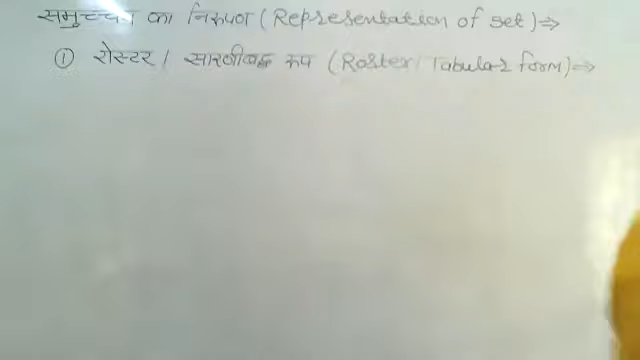 समुच्चय का निरूपण (Representation of set)⇒
① रोस्टर / सारणीबद्ध रूप (Roster/Tabular form)⇒